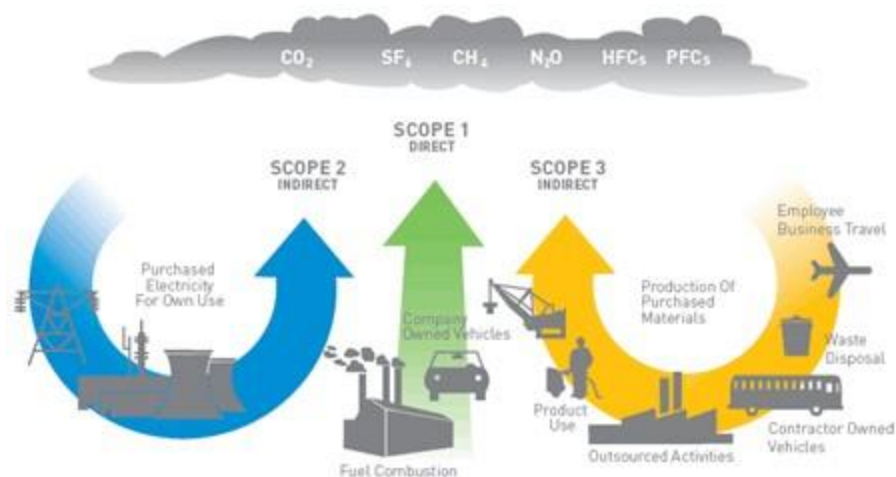 CO₂ SF₆ CH₄ N₂O HFCs PFCs
SCOPE 1
DIRECT
SCOPE 2
INDIRECT
SCOPE 3
INDIRECT
Purchased
Electricity
For Own Use
Company
Owned Vehicles
Fuel Combustion
Production Of
Purchased
Materials
Employee
Business Travel
Waste
Disposal
Contractor Owned
Vehicles
Outsourced Activities
Product
Use